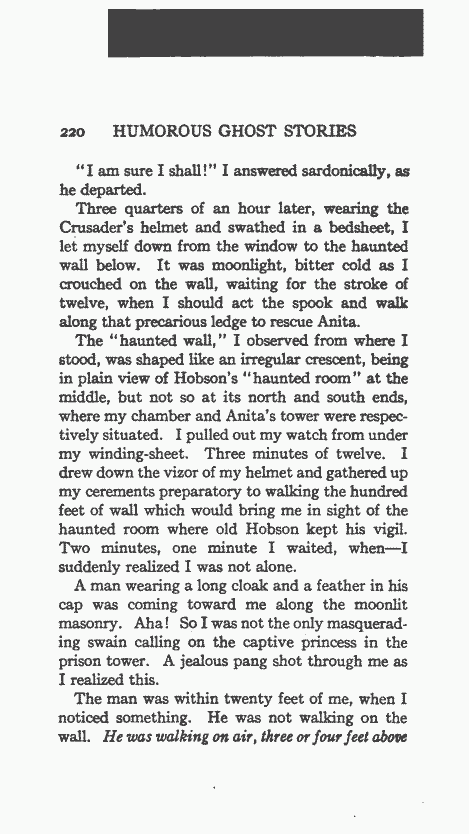 220 HUMOROUS GHOST STORIES
"I am sure I shall!" I answered sardonically, as
he departed.
Three quarters of an hour later, wearing the
Crusader's helmet and swathed in a bedsheet, I
let myself down from the window to the haunted
wall below. It was moonlight, bitter cold as I
crouched on the wall, waiting for the stroke of
twelve, when I should act the spook and walk
along that precarious ledge to rescue Anita.
The "haunted wall," I observed from where I
stood, was shaped like an irregular crescent, being
in plain view of Hobson's "haunted room" at the
middle, but not so at its north and south ends,
where my chamber and Anita's tower were respec-
tively situated. I pulled out my watch from under
my winding-sheet. Three minutes of twelve. I
drew down the vizor of my helmet and gathered up
my cerements preparatory to walking the hundred
feet of wall which would bring me in sight of the
haunted room where old Hobson kept his vigil.
Two minutes, one minute I waited, when—I
suddenly realized I was not alone.
A man wearing a long cloak and a feather in his
cap was coming toward me along the moonlit
masonry. Aha! So I was not the only masquerad-
ing swain calling on the captive princess in the
prison tower. A jealous pang shot through me as
I realized this.
The man was within twenty feet of me, when I
noticed something. He was not walking on the
wall. He was walking on air, three or four feet above